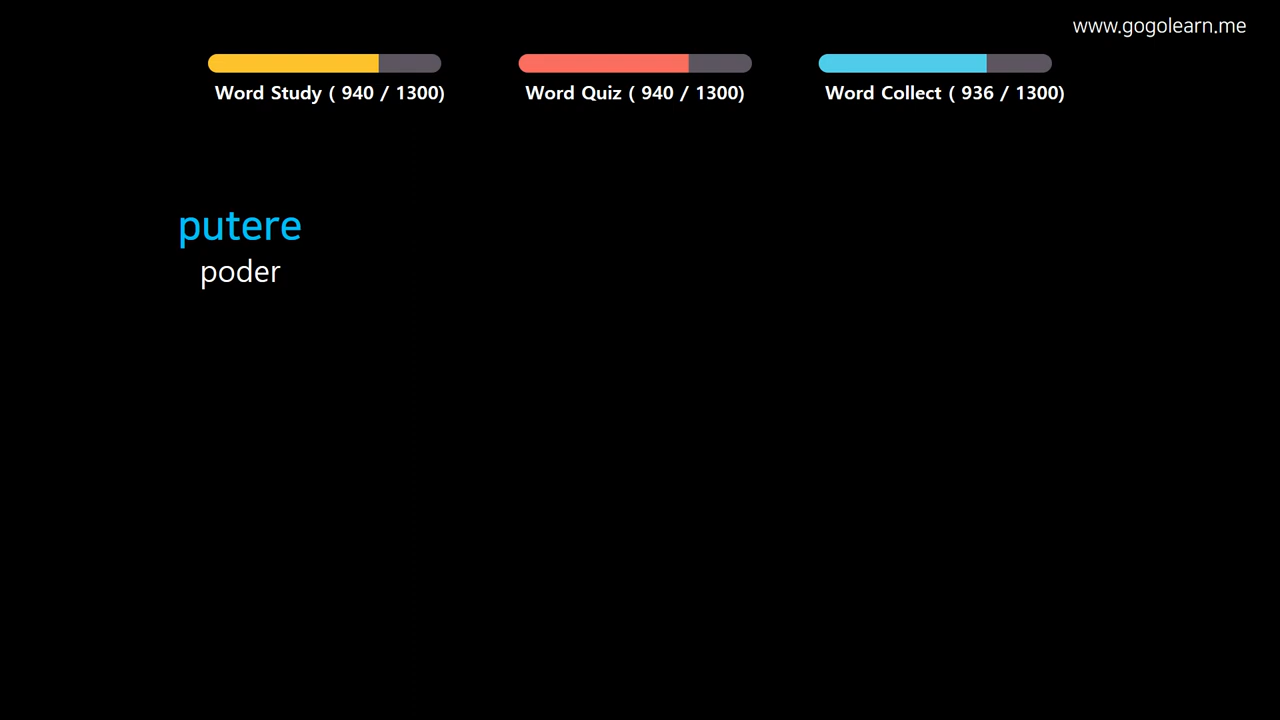 www.gogolearn.me
Word Study ( 940 / 1300)
Word Quiz ( 940 / 1300)
Word Collect ( 936 / 1300)
putere
poder